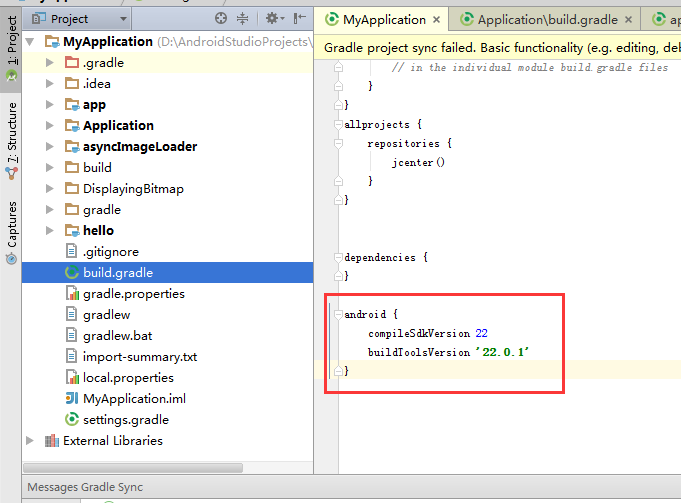 Project
MyApplication
Application\build.gradle
ap
1: Project
7: Structure
Captures
MyApplication (D:\AndroidStudioProjects\
.gradle
.idea
app
Application
asyncImageLoader
build
DisplayingBitmap
gradle
hello
.gitignore
build.gradle
gradle.properties
gradlew
gradlew.bat
import-summary.txt
local.properties
MyApplication.iml
settings.gradle
External Libraries
Gradle project sync failed. Basic functionality (e.g. editing, deb
// in the individual module build.gradle files
}
}
allprojects {
repositories {
jcenter()
}
}
dependencies {
}
android {
compileSdkVersion 22
buildToolsVersion '22.0.1'
}
Messages Gradle Sync